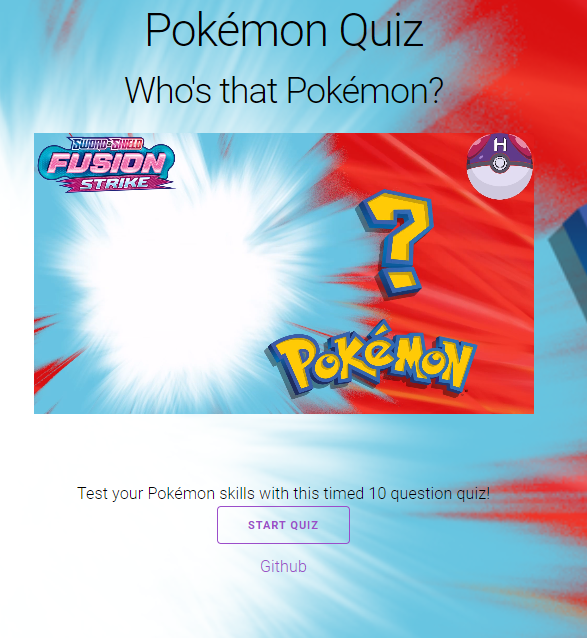 Pokémon Quiz
Who's that Pokémon?
SWORD & SHIELD
FUSION
STRIKE
H
?
POKéMON
Test your Pokémon skills with this timed 10 question quiz!
START QUIZ
Github